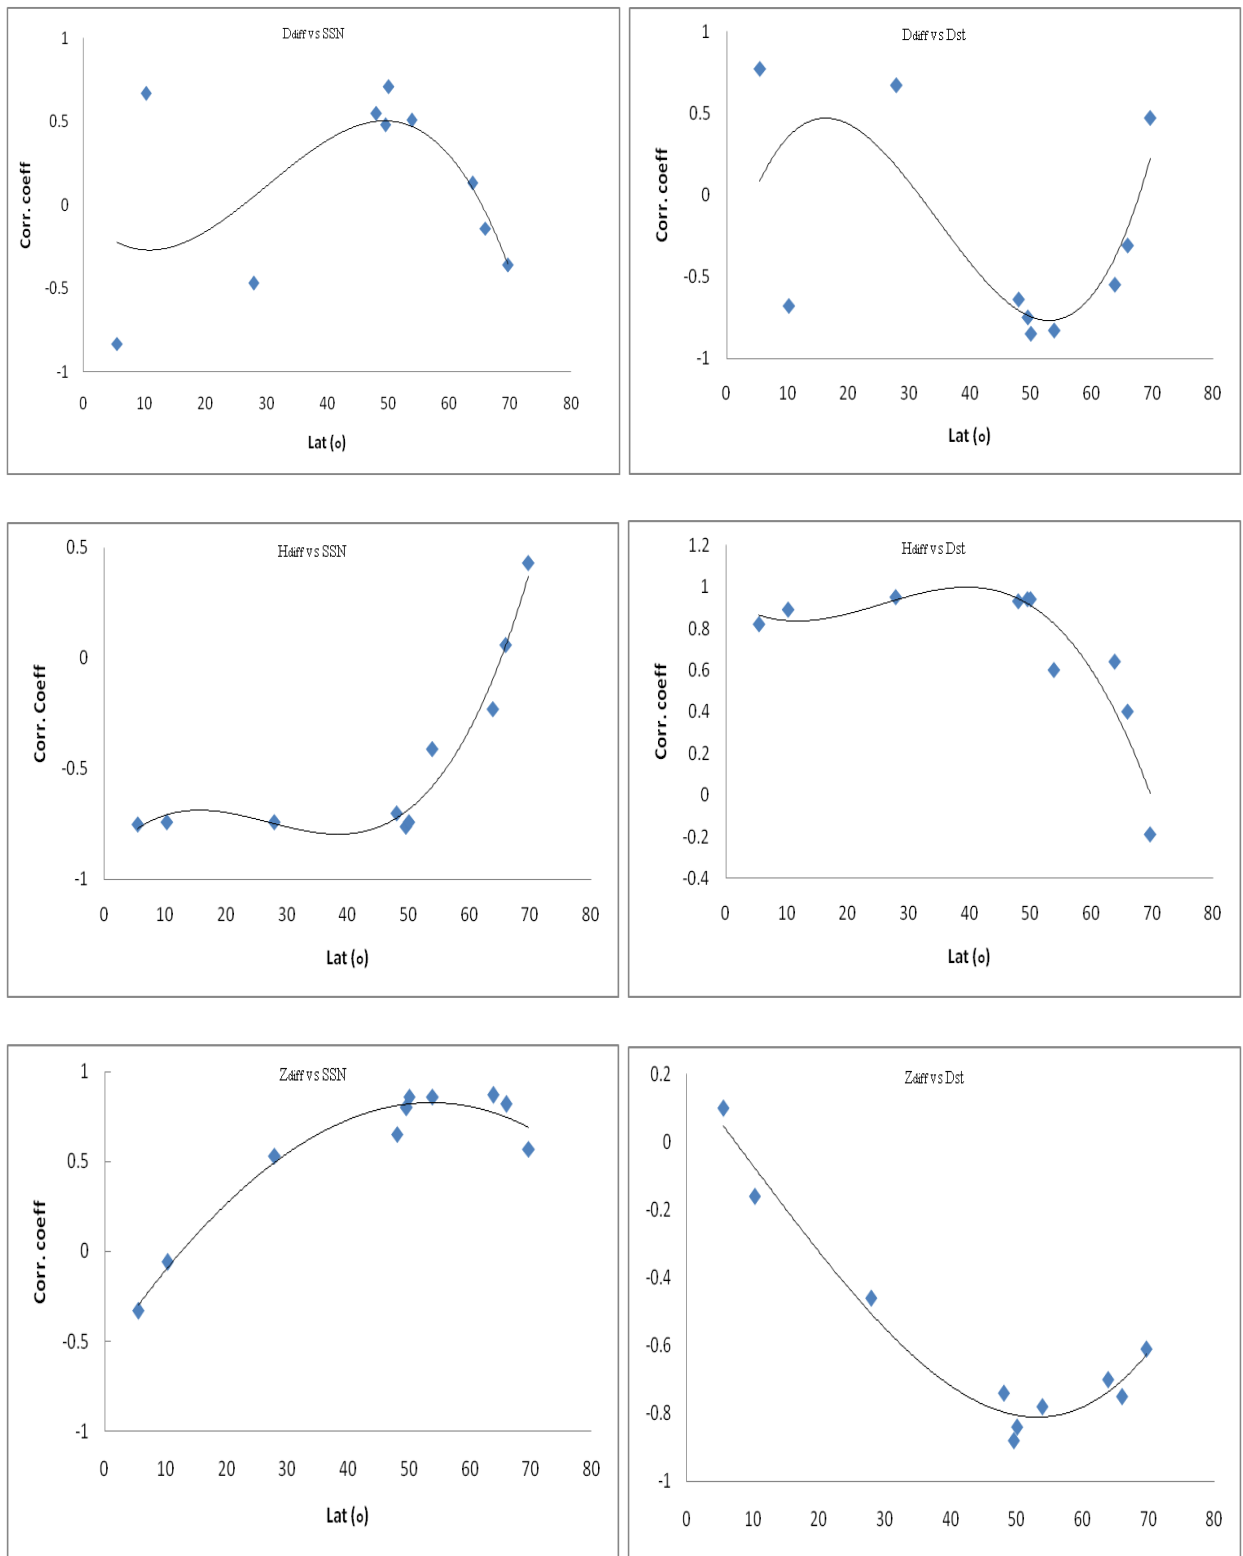 Ddiff vs SSN
1
0.5
0
-0.5
-1
Corr. coeff
0 10 20 30 40 50 60 70 80
Lat (o)
Ddiff vs Dst
1
0.5
0
-0.5
-1
Corr. coeff
0 10 20 30 40 50 60 70 80
Lat (o)
Hdiff vs SSN
0.5
0
-0.5
-1
Corr. Coeff
0 10 20 30 40 50 60 70 80
Lat (o)
Hdiff vs Dst
1.2
1
0.8
0.6
0.4
0.2
0
-0.2
-0.4
Corr. coeff
0 10 20 30 40 50 60 70 80
Lat (o)
Zdiff vs SSN
1
0.5
0
-0.5
-1
Corr. coeff
0 10 20 30 40 50 60 70 80
Lat (o)
Zdiff vs Dst
0.2
0
-0.2
-0.4
-0.6
-0.8
-1
0 10 20 30 40 50 60 70 80